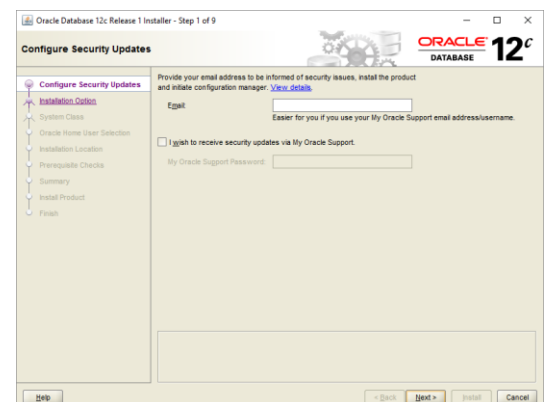 Oracle Database 12c Release 1 Installer - Step 1 of 9
Configure Security Updates
ORACLE
DATABASE
12c
Configure Security Updates
Installation Option
System Class
Oracle Home User Selection
Installation Location
Prerequisite Checks
Summary
Install Product
Finish
Provide your email address to be informed of security issues, install the product
and initiate configuration manager. View details.
Email:
Easier for you if you use your My Oracle Support email address/username.
I wish to receive security updates via My Oracle Support.
My Oracle Support Password:
Help
< Back
Next >
Install
Cancel